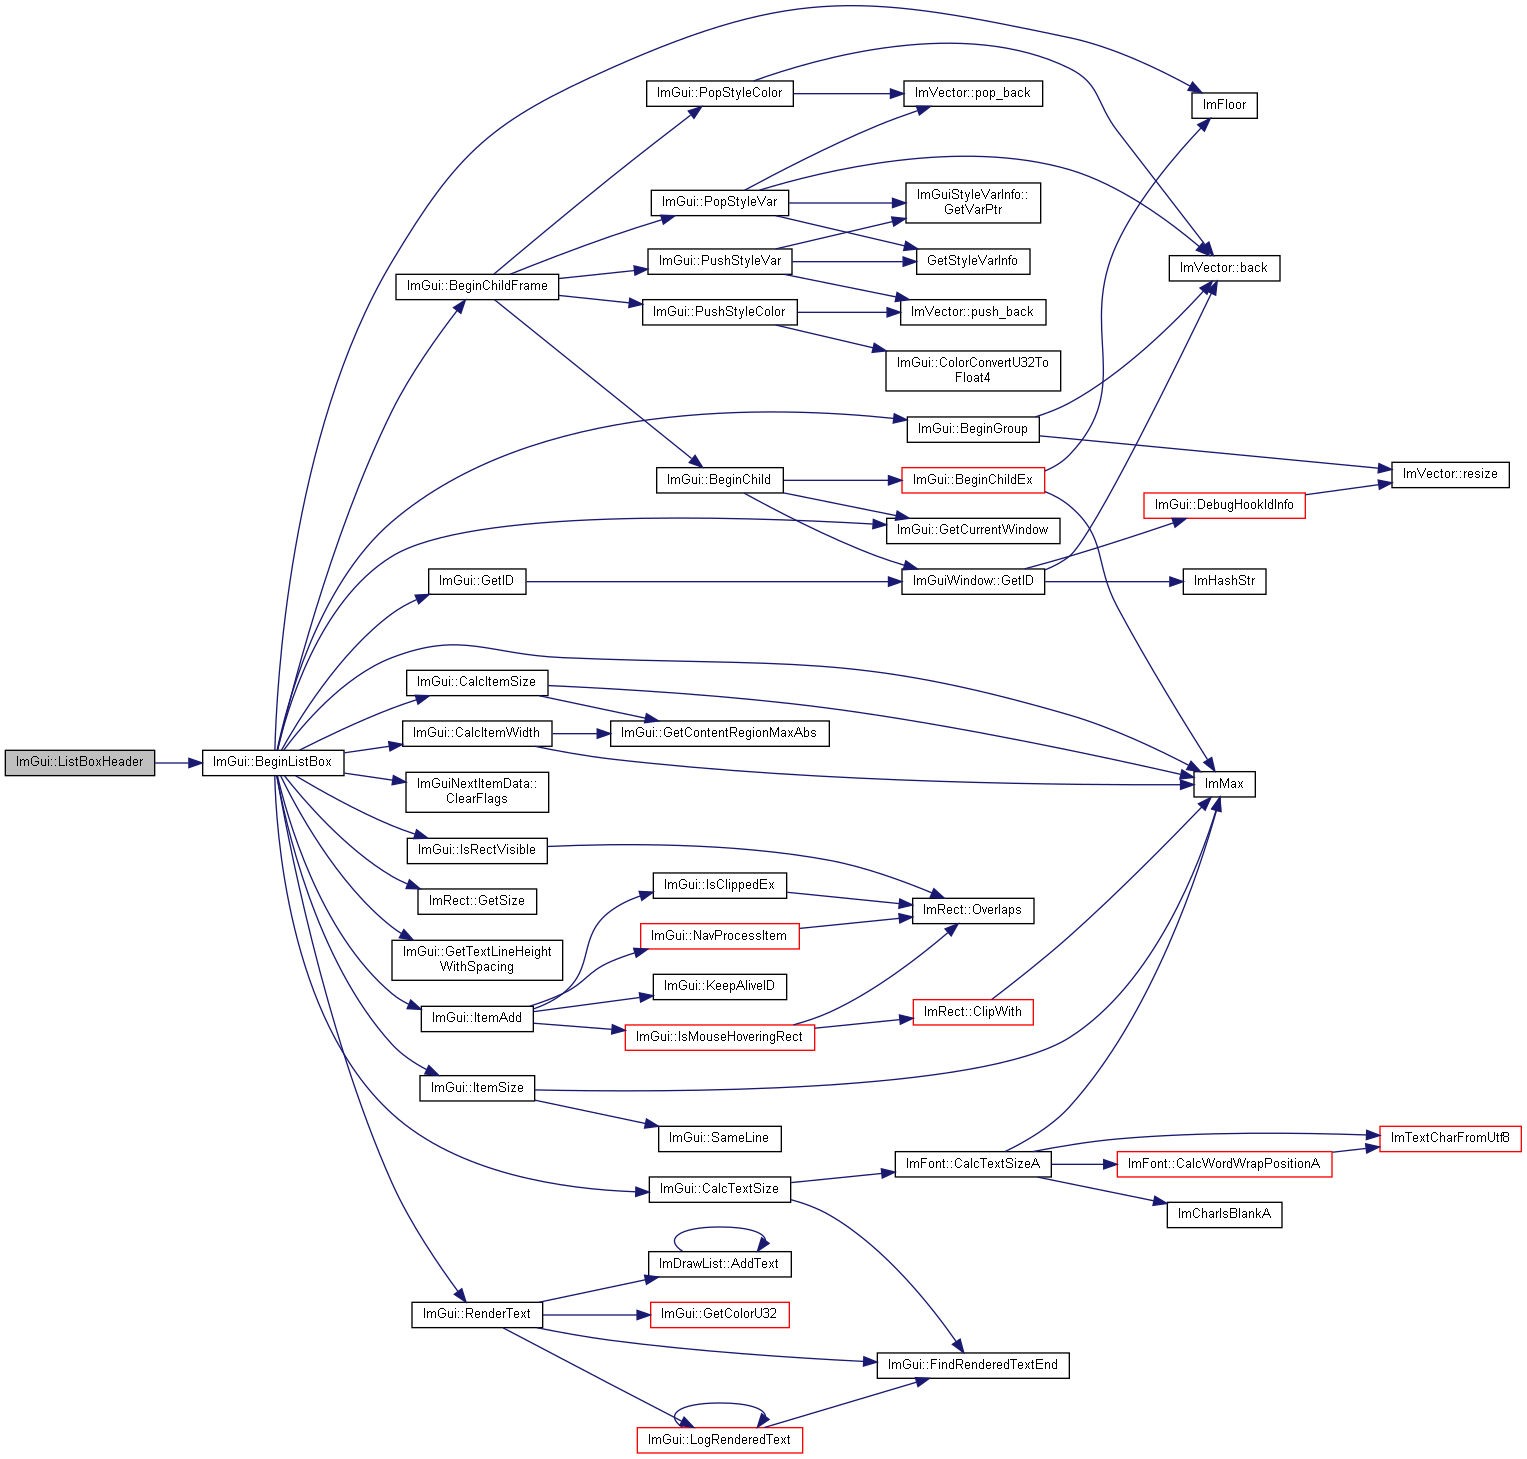 ImGui::ListBoxHeader
ImGui::BeginListBox
ImGui::BeginChildFrame
ImGui::GetID
ImGui::CalcItemSize
ImGui::CalcItemWidth
ImGuiNextItemData::
ClearFlags
ImGui::IsRectVisible
ImRect::GetSize
ImGui::GetTextLineHeight
WithSpacing
ImGui::ItemAdd
ImGui::ItemSize
ImGui::RenderText
ImGui::PopStyleColor
ImGui::PopStyleVar
ImGui::PushStyleVar
ImGui::PushStyleColor
ImGui::BeginChild
ImGui::GetContentRegionMaxAbs
ImGui::IsClippedEx
ImGui::NavProcessItem
ImGui::KeepAliveID
ImGui::IsMouseHoveringRect
ImGui::SameLine
ImGui::CalcTextSize
ImDrawList::AddText
ImGui::GetColorU32
ImGui::LogRenderedText
ImVector::pop_back
ImGuiStyleVarInfo::
GetVarPtr
GetStyleVarInfo
ImVector::push_back
ImGui::ColorConvertU32To
Float4
ImGui::BeginGroup
ImGui::BeginChildEx
ImGui::GetCurrentWindow
ImGuiWindow::GetID
ImRect::Overlaps
ImRect::ClipWith
ImFont::CalcTextSizeA
ImGui::FindRenderedTextEnd
ImFloor
ImVector::back
ImGui::DebugHookIdInfo
ImHashStr
ImMax
ImFont::CalcWordWrapPositionA
ImCharIsBlankA
ImVector::resize
ImTextCharFromUtf8